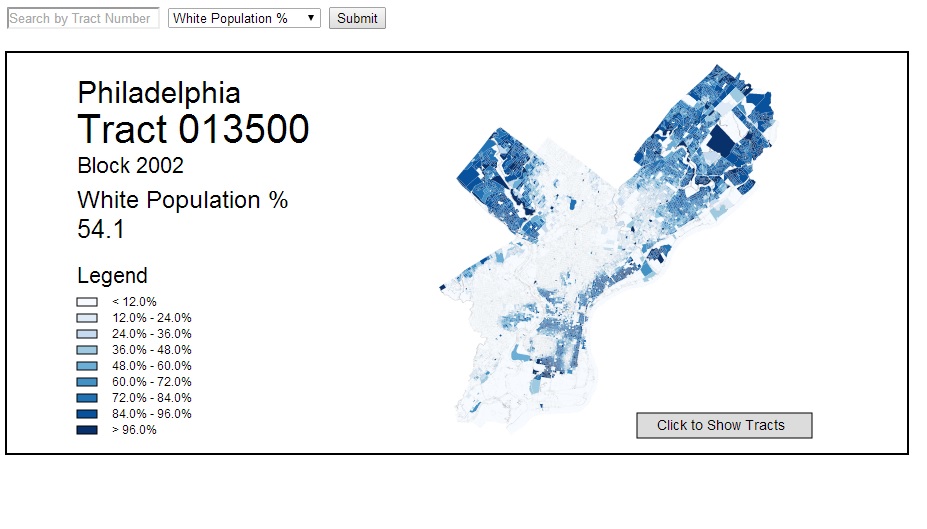 Search by Tract Number White Population % Submit
Philadelphia
Tract 013500
Block 2002
White Population %
54.1
Legend
< 12.0%
12.0% - 24.0%
24.0% - 36.0%
36.0% - 48.0%
48.0% - 60.0%
60.0% - 72.0%
72.0% - 84.0%
84.0% - 96.0%
> 96.0%
Click to Show Tracts